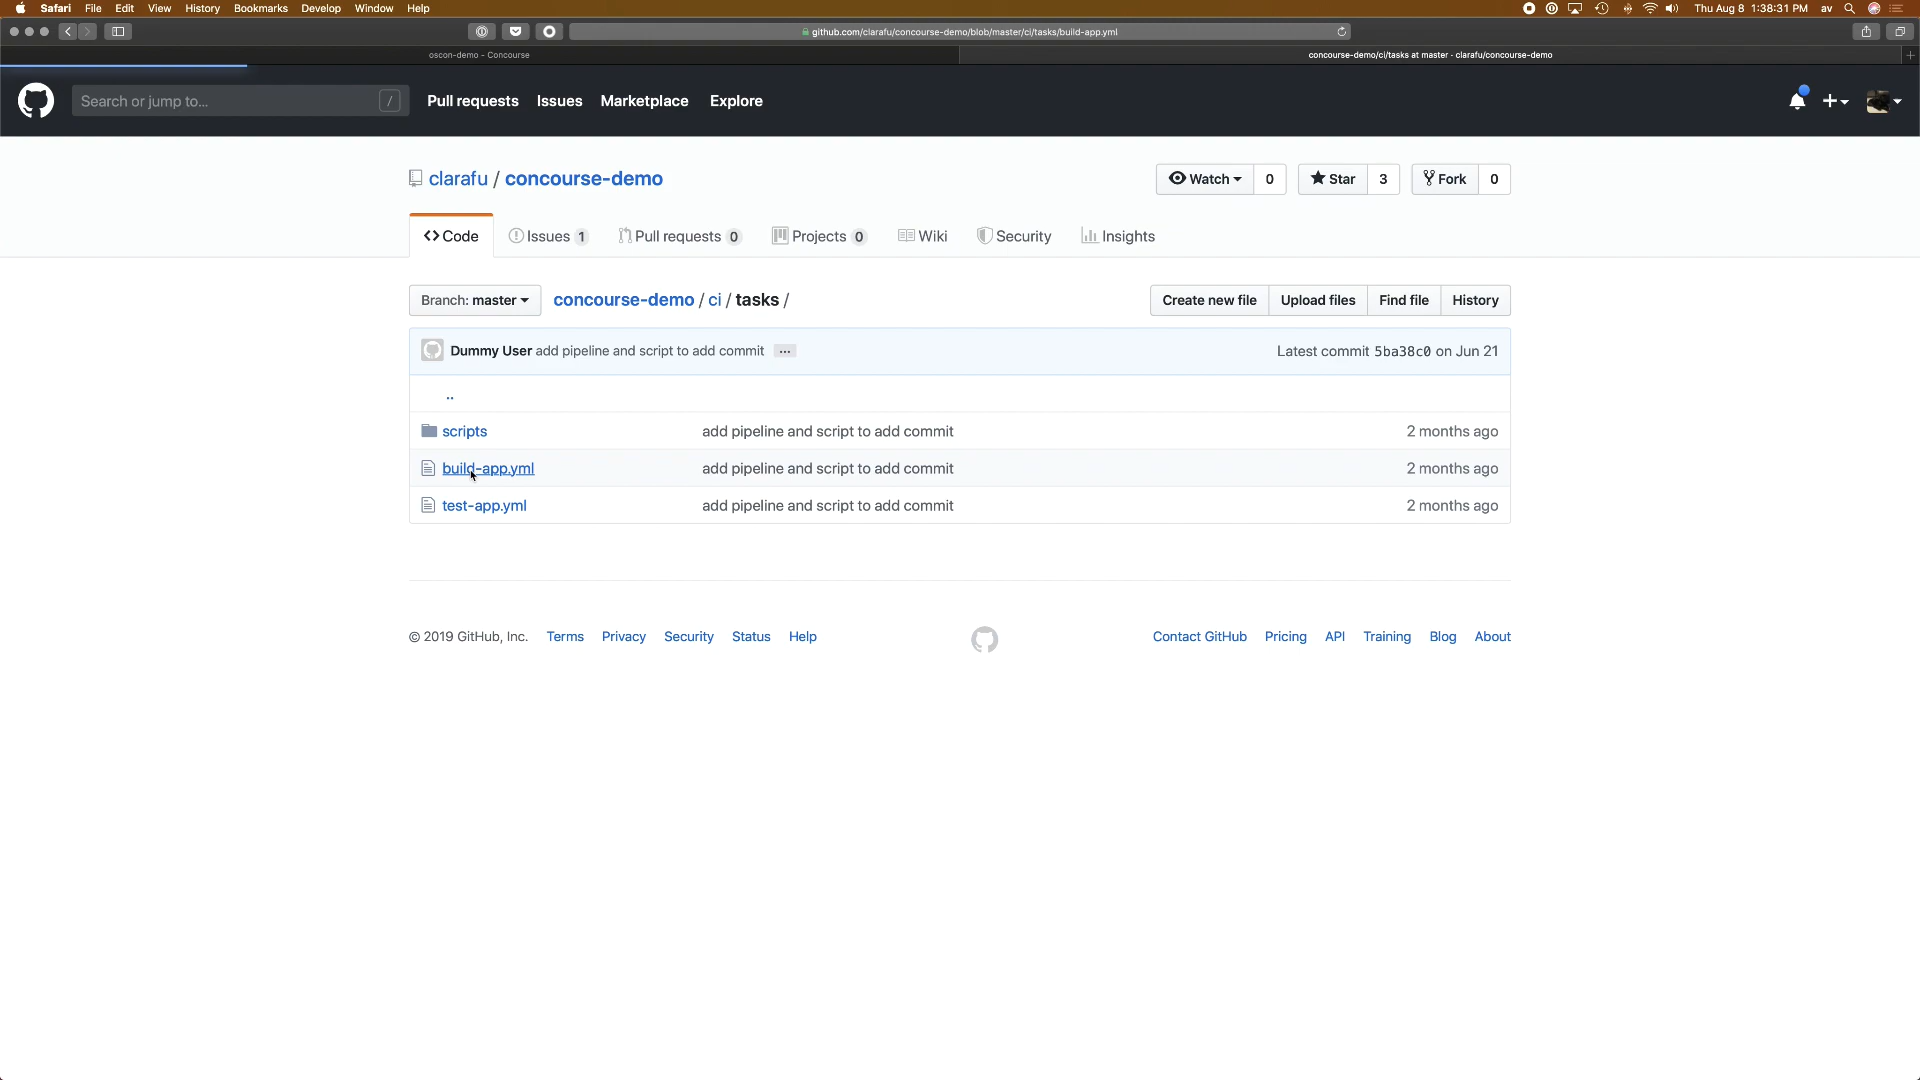 Safari File Edit View History Bookmarks Develop Window Help Thu Aug 8 1:38:31 PM av
github.com/clarafu/concourse-demo/blob/master/ci/tasks/build-app.yml
oscon-demo - Concourse concourse-demo/ci/tasks at master · clarafu/concourse-demo
Search or jump to... / Pull requests Issues Marketplace Explore
clarafu / concourse-demo Watch 0 Star 3 Fork 0
Code Issues 1 Pull requests 0 Projects 0 Wiki Security Insights
Branch: master concourse-demo / ci / tasks / Create new file Upload files Find file History
Dummy User add pipeline and script to add commit ... Latest commit 5ba38c0 on Jun 21
..
scripts add pipeline and script to add commit 2 months ago
build-app.yml add pipeline and script to add commit 2 months ago
test-app.yml add pipeline and script to add commit 2 months ago
© 2019 GitHub, Inc. Terms Privacy Security Status Help Contact GitHub Pricing API Training Blog About